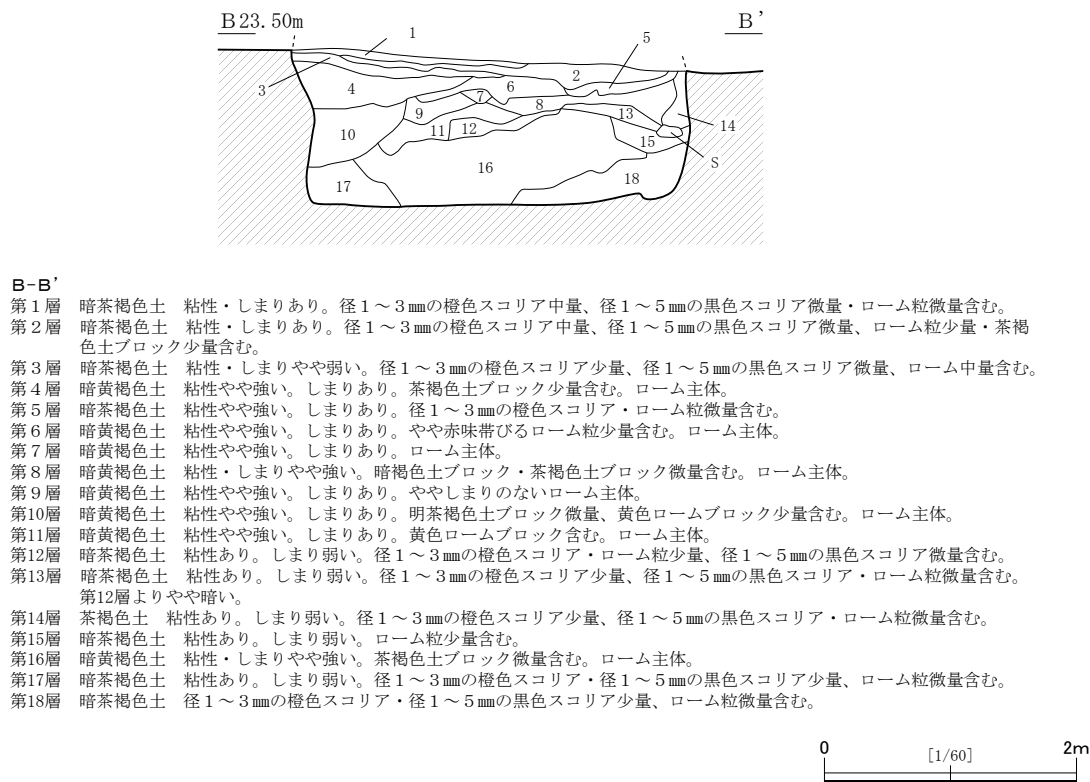 B 23.50m
B'
1
5
3
2
4
6
7
8
9
13
14
10
11
12
15
S
16
17
18
B-B'
第１層 暗茶褐色土 粘性・しまりあり。径１～３㎜の橙色スコリア中量、径１～５㎜の黒色スコリア微量・ローム粒微量含む。
第２層 暗茶褐色土 粘性・しまりあり。径１～３㎜の橙色スコリア中量、径１～５㎜の黒色スコリア微量、ローム粒少量・茶褐
色土ブロック少量含む。
第３層 暗茶褐色土 粘性・しまりやや弱い。径１～３㎜の橙色スコリア少量、径１～５㎜の黒色スコリア微量、ローム中量含む。
第４層 暗黄褐色土 粘性やや強い。しまりあり。茶褐色土ブロック少量含む。ローム主体。
第５層 暗茶褐色土 粘性やや強い。しまりあり。径１～３㎜の橙色スコリア・ローム粒微量含む。
第６層 暗黄褐色土 粘性やや強い。しまりあり。やや赤味帯びるローム粒少量含む。ローム主体。
第７層 暗黄褐色土 粘性やや強い。しまりあり。ローム主体。
第８層 暗黄褐色土 粘性・しまりやや強い。暗褐色土ブロック・茶褐色土ブロック微量含む。ローム主体。
第９層 暗黄褐色土 粘性やや強い。しまりあり。ややしまりのないローム主体。
第10層 暗黄褐色土 粘性やや強い。しまりあり。明茶褐色土ブロック微量、黄色ロームブロック少量含む。ローム主体。
第11層 暗黄褐色土 粘性やや強い。しまりあり。黄色ロームブロック含む。ローム主体。
第12層 暗茶褐色土 粘性あり。しまり弱い。径１～３㎜の橙色スコリア・ローム粒少量、径１～５㎜の黒色スコリア微量含む。
第13層 暗茶褐色土 粘性あり。しまり弱い。径１～３㎜の橙色スコリア少量、径１～５㎜の黒色スコリア・ローム粒微量含む。
第12層よりやや暗い。
第14層 茶褐色土 粘性あり。しまり弱い。径１～３㎜の橙色スコリア少量、径１～５㎜の黒色スコリア・ローム粒微量含む。
第15層 暗茶褐色土 粘性あり。しまり弱い。ローム粒少量含む。
第16層 暗黄褐色土 粘性・しまりやや強い。茶褐色土ブロック微量含む。ローム主体。
第17層 暗茶褐色土 粘性あり。しまり弱い。径１～３㎜の橙色スコリア・径１～５㎜の黒色スコリア少量、ローム粒微量含む。
第18層 暗茶褐色土 径１～３㎜の橙色スコリア・径１～５㎜の黒色スコリア少量、ローム粒微量含む。
0 [1/60] 2m